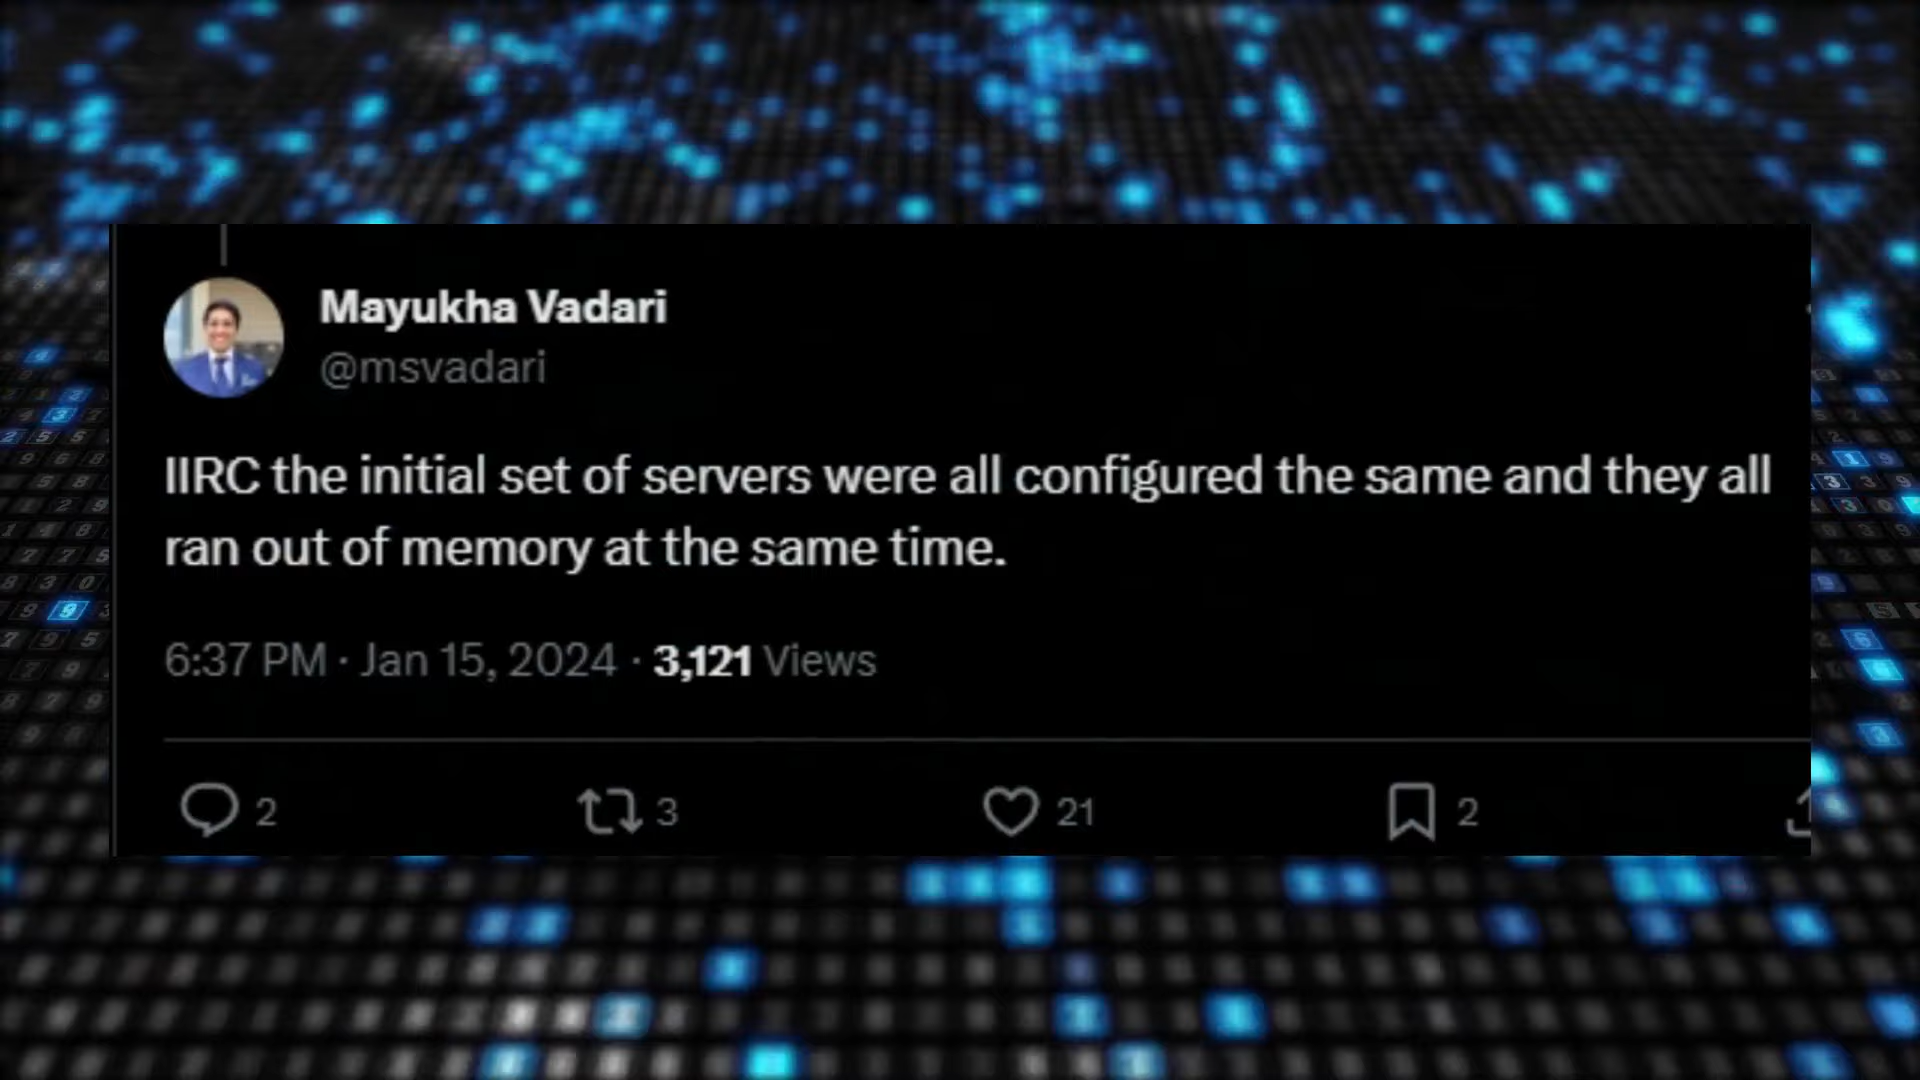 Mayukha Vadari
@msvadari
IIRC the initial set of servers were all configured the same and they all
ran out of memory at the same time.
6:37 PM · Jan 15, 2024 · 3,121 Views
2 3 21 2